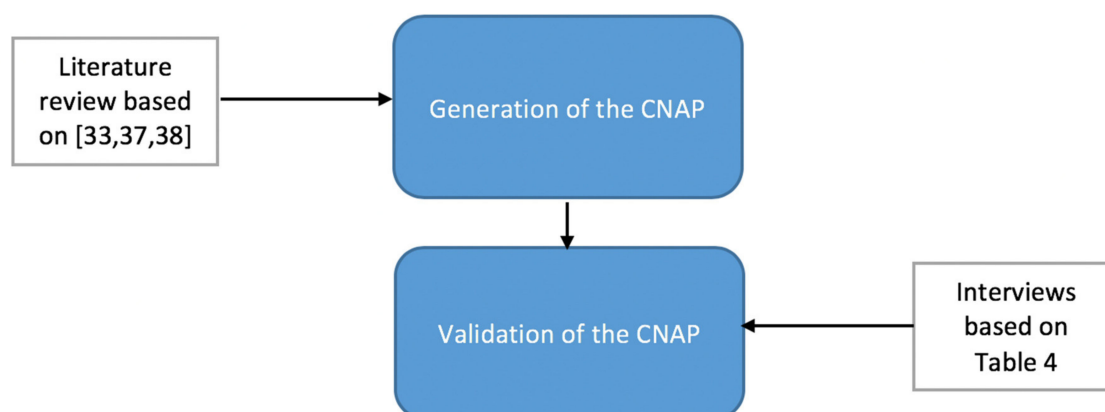 Literature
review based
on [33,37,38]
Generation of the CNAP
Validation of the CNAP
Interviews
based on
Table 4